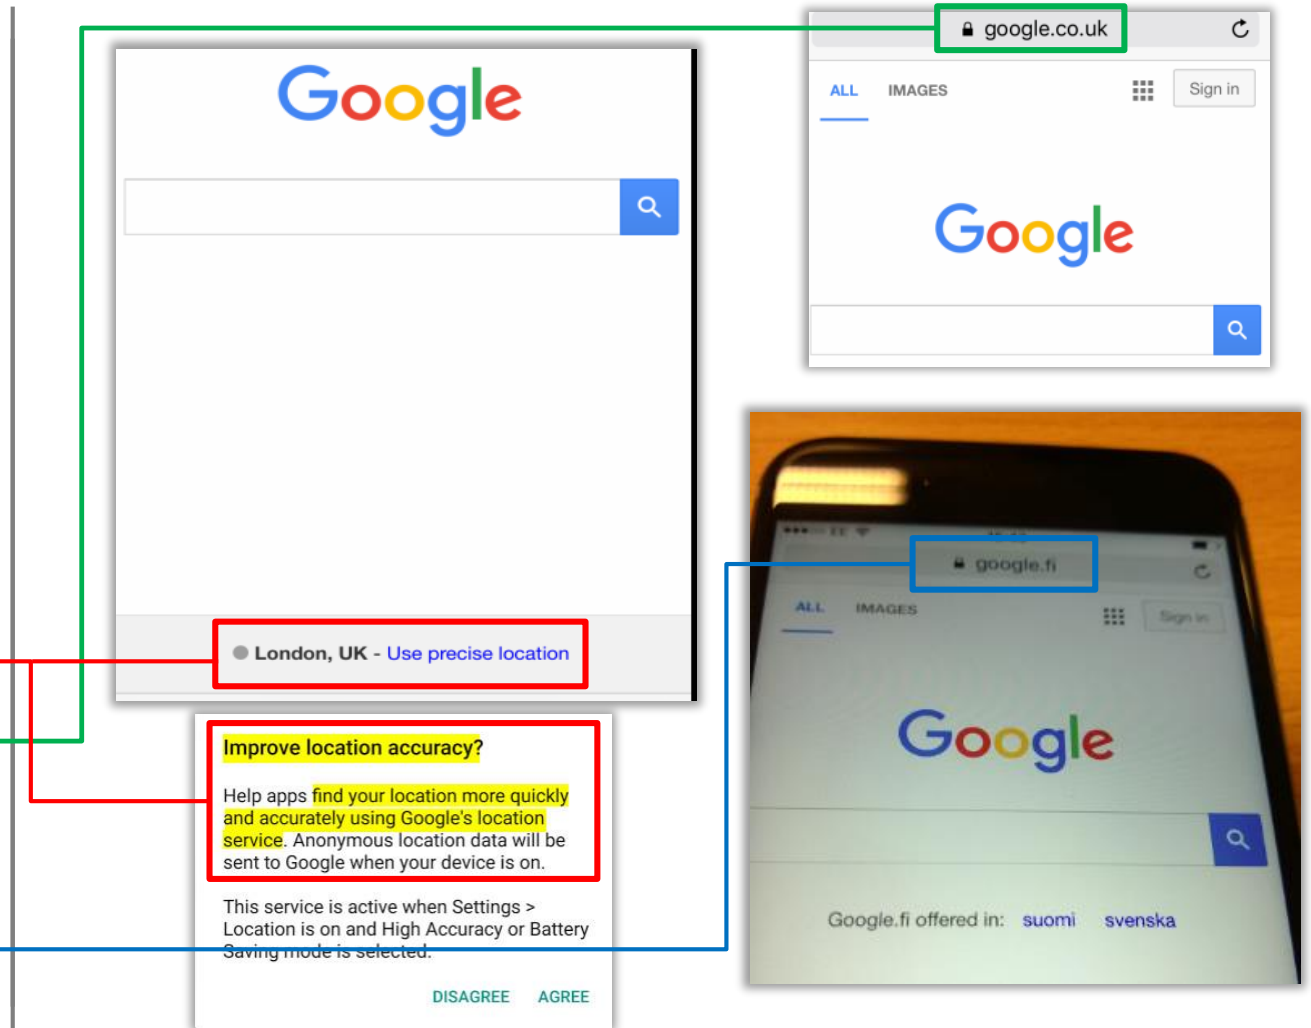 Google
London, UK - Use precise location
Improve location accuracy?
Help apps find your location more quickly
and accurately using Google's location
service. Anonymous location data will be
sent to Google when your device is on.
This service is active when Settings >
Location is on and High Accuracy or Battery
Saving mode is selected.
DISAGREE AGREE
google.co.uk
ALL IMAGES Sign in
Google
EE
google.fi
ALL IMAGES Sign in
Google
Google.fi offered in: suomi svenska